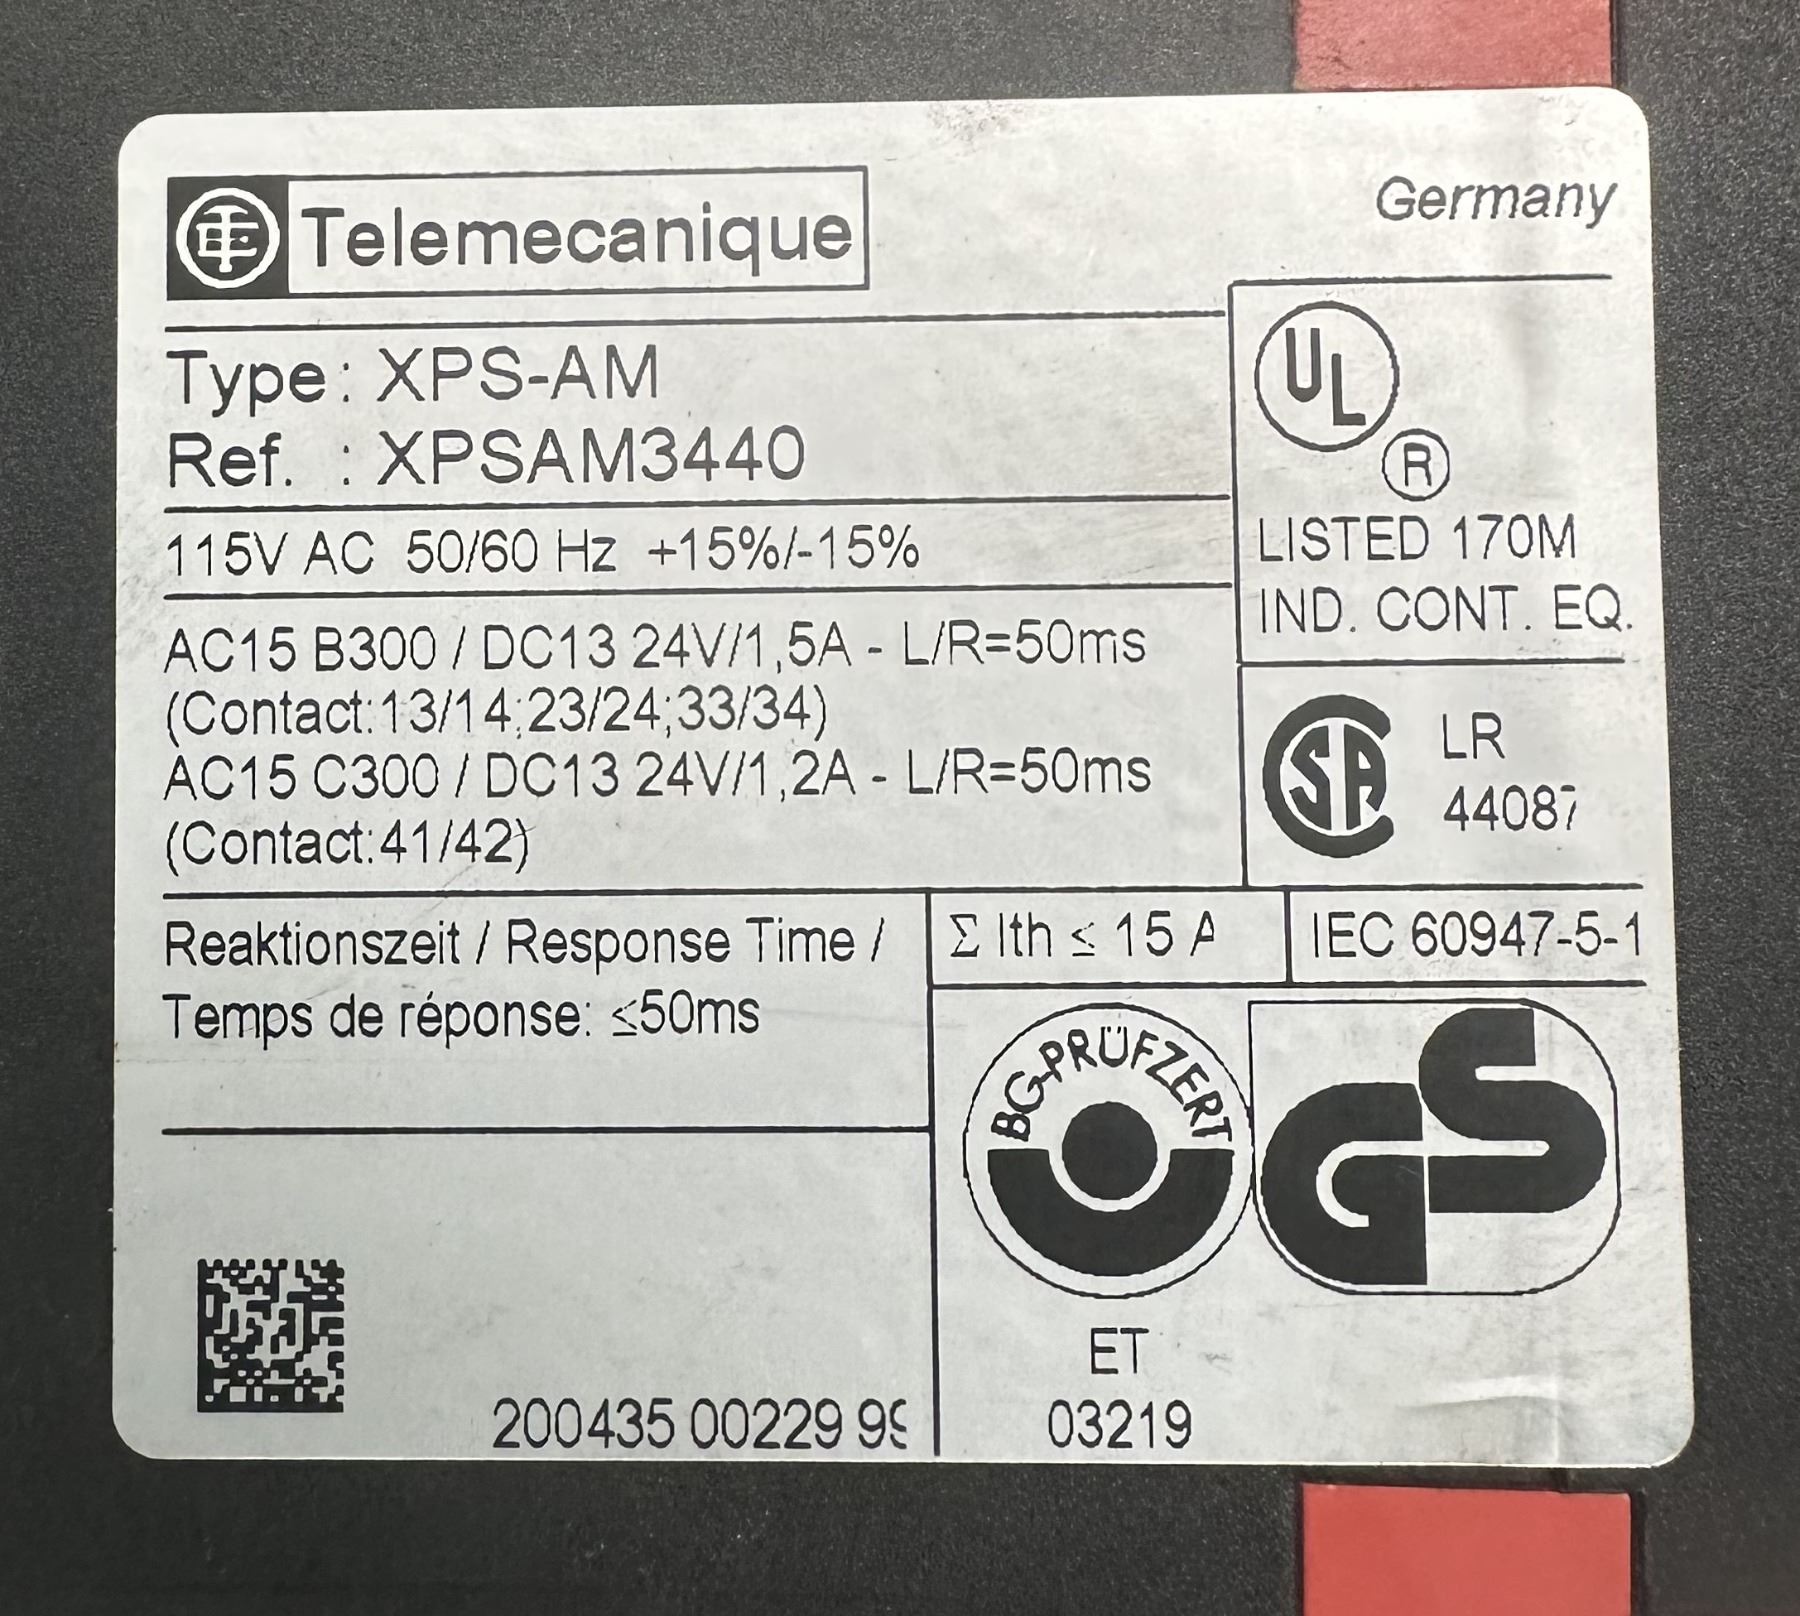 Telemecanique
Germany
Type : XPS-AM
Ref. : XPSAM3440
115V AC 50/60 Hz +15%/-15%
UL
R
LISTED 170M
IND. CONT. EQ.
AC15 B300 / DC13 24V/1,5A - L/R=50ms
(Contact:13/14;23/24;33/34)
AC15 C300 / DC13 24V/1,2A - L/R=50ms
(Contact:41/42)
SA
LR
44087
Reaktionszeit / Response Time /
Temps de réponse: ≤50ms
Σ Ith ≤ 15 A
IEC 60947-5-1
BG-PRÜFZERT
GS
ET
03219
200435 00229